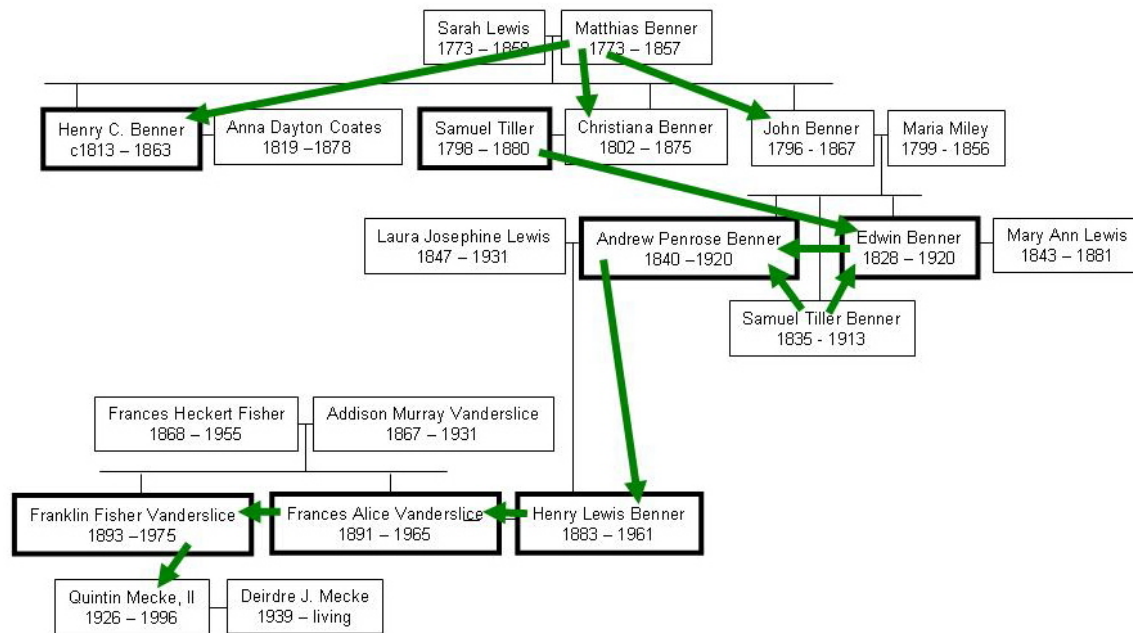 Sarah Lewis
1773 – 1858
Matthias Benner
1773 – 1857
Henry C. Benner
c1813 – 1863
Anna Dayton Coates
1819 –1878
Samuel Tiller
1798 – 1880
Christiana Benner
1802 – 1875
John Benner
1796 - 1867
Maria Miley
1799 - 1856
Laura Josephine Lewis
1847 – 1931
Andrew Penrose Benner
1840 –1920
Edwin Benner
1828 – 1920
Mary Ann Lewis
1843 – 1881
Samuel Tiller Benner
1835 - 1913
Frances Heckert Fisher
1868 – 1955
Addison Murray Vanderslice
1867 – 1931
Franklin Fisher Vanderslice
1893 –1975
Frances Alice Vanderslice
1891 – 1965
Henry Lewis Benner
1883 – 1961
Quintin Mecke, II
1926 – 1996
Deirdre J. Mecke
1939 – living